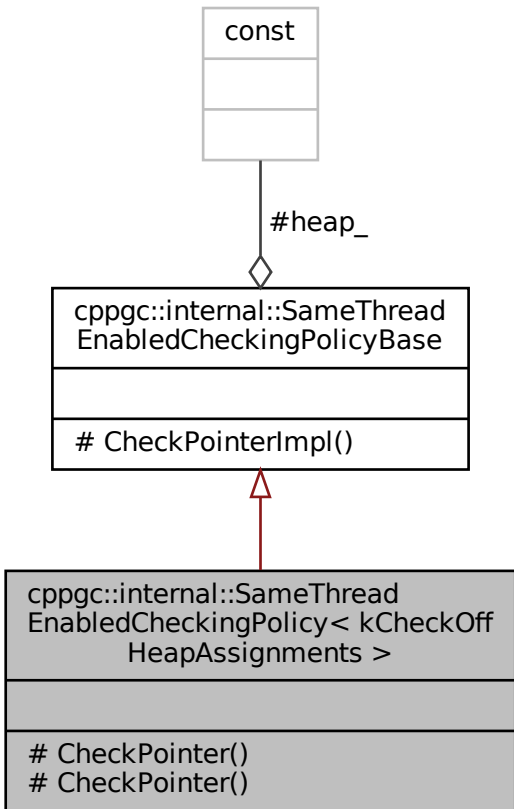 const
#heap_
cppgc::internal::SameThread
EnabledCheckingPolicyBase
# CheckPointerImpl()
cppgc::internal::SameThread
EnabledCheckingPolicy< kCheckOff
HeapAssignments >
# CheckPointer()
# CheckPointer()